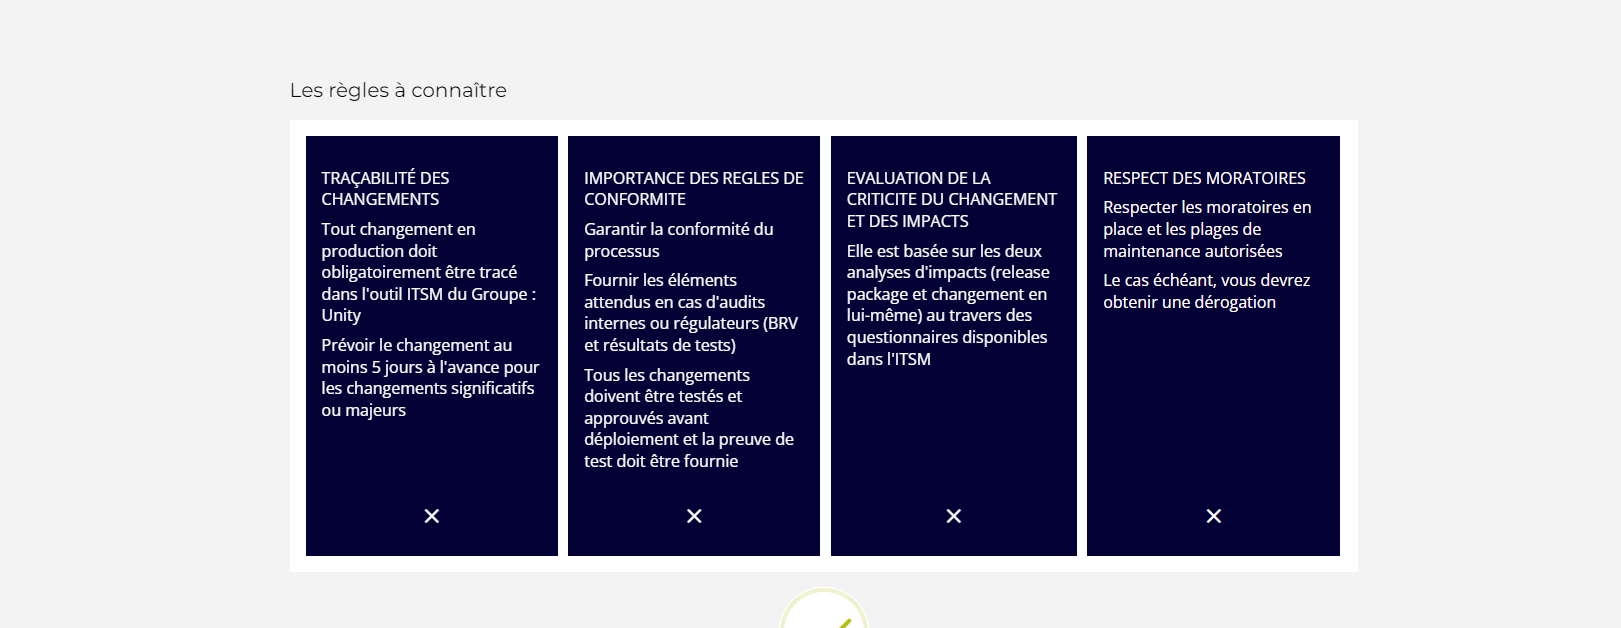 Les règles à connaître
TRAÇABILITÉ DES
CHANGEMENTS
Tout changement en
production doit
obligatoirement être tracé
dans l'outil ITSM du Groupe :
Unity
Prévoir le changement au
moins 5 jours à l'avance pour
les changements significatifs
ou majeurs
IMPORTANCE DES REGLES DE
CONFORMITE
Garantir la conformité du
processus
Fournir les éléments
attendus en cas d'audits
internes ou régulateurs (BRV
et résultats de tests)
Tous les changements
doivent être testés et
approuvés avant
déploiement et la preuve de
test doit être fournie
EVALUATION DE LA
CRITICITE DU CHANGEMENT
ET DES IMPACTS
Elle est basée sur les deux
analyses d'impacts (release
package et changement en
lui-même) au travers des
questionnaires disponibles
dans l'ITSM
RESPECT DES MORATOIRES
Respecter les moratoires en
place et les plages de
maintenance autorisées
Le cas échéant, vous devrez
obtenir une dérogation